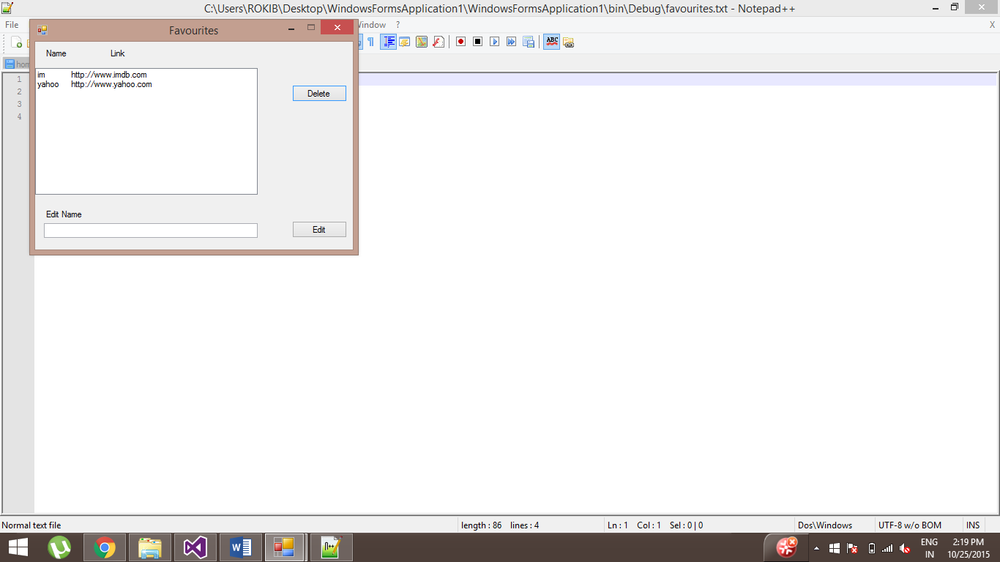 C:\Users\ROKIB\Desktop\WindowsFormsApplication1\WindowsFormsApplication1\bin\Debug\favourites.txt - Notepad++
File
Window ? X
Favourites
Name Link
im http://www.imdb.com
yahoo http://www.yahoo.com
Delete
Edit Name
Edit
ABC
1
2
3
4
Normal text file length : 86 lines : 4 Ln : 1 Col : 1 Sel : 0 | 0 Dos\Windows UTF-8 w/o BOM INS
ENG 2:19 PM
IN 10/25/2015